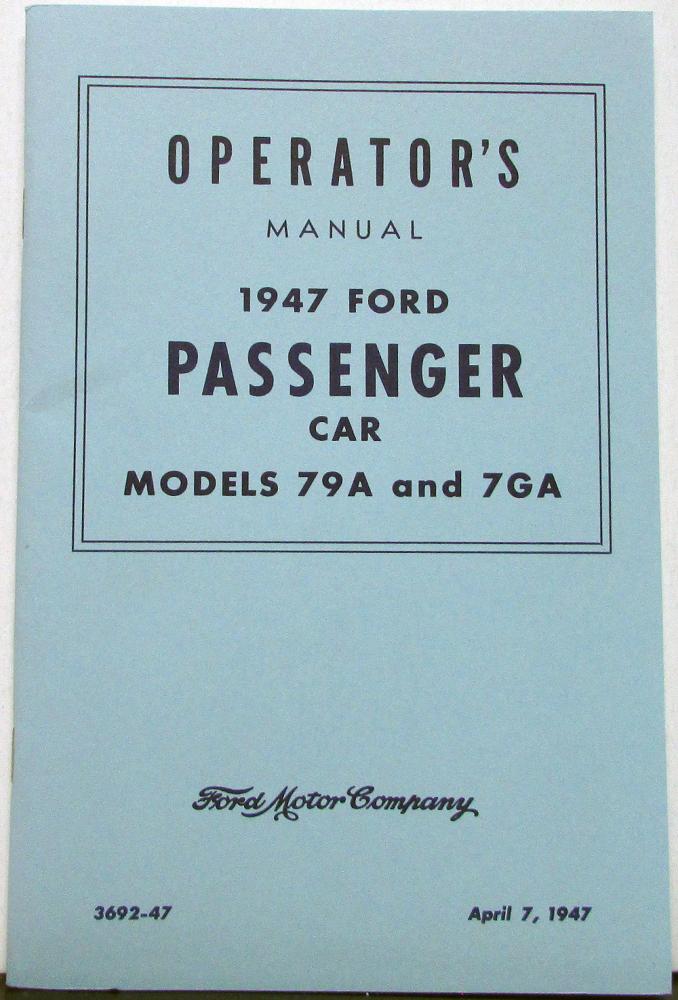 OPERATOR'S
MANUAL
1947 FORD
PASSENGER
CAR
MODELS 79A and 7GA
Ford Motor Company
3692-47 April 7, 1947